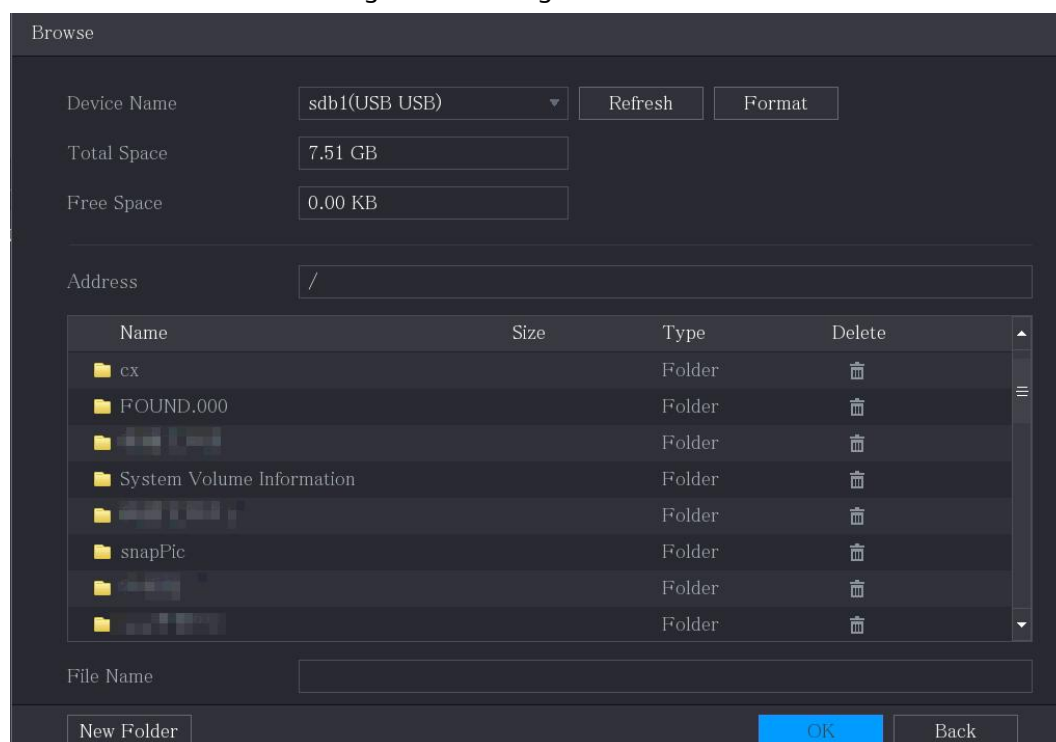 Browse
Device Name sdb1(USB USB) Refresh Format
Total Space 7.51 GB
Free Space 0.00 KB
Address /
Name Size Type Delete
cx Folder
FOUND.000 Folder
Folder
System Volume Information Folder
Folder
snapPic Folder
Folder
Folder
File Name
New Folder OK Back